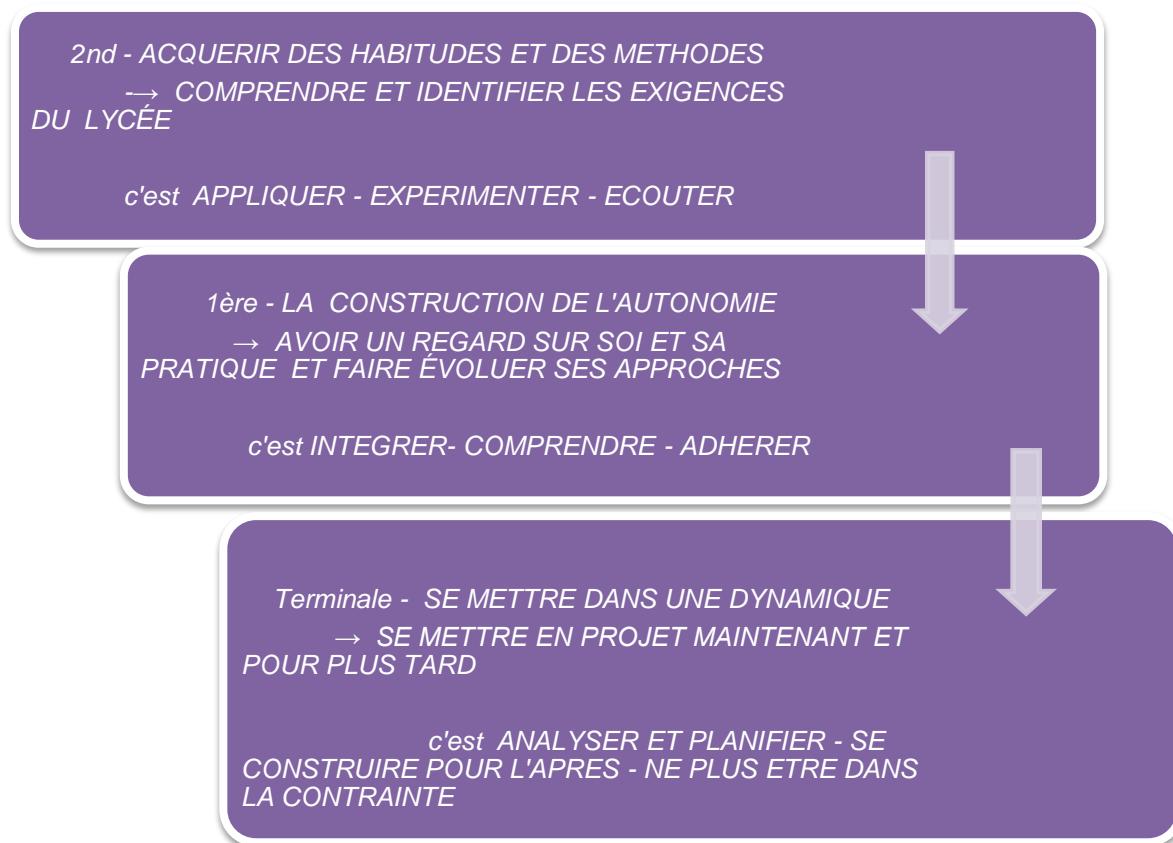 2nd - ACQUERIR DES HABITUDES ET DES METHODES
-→ COMPRENDRE ET IDENTIFIER LES EXIGENCES
DU LYCÉE
c'est APPLIQUER - EXPERIMENTER - ECOUTER
1ère - LA CONSTRUCTION DE L'AUTONOMIE
→ AVOIR UN REGARD SUR SOI ET SA
PRATIQUE ET FAIRE ÉVOLUER SES APPROCHES
c'est INTEGRER- COMPRENDRE - ADHERER
Terminale - SE METTRE DANS UNE DYNAMIQUE
→ SE METTRE EN PROJET MAINTENANT ET
POUR PLUS TARD
c'est ANALYSER ET PLANIFIER - SE
CONSTRUIRE POUR L'APRES - NE PLUS ETRE DANS
LA CONTRAINTE